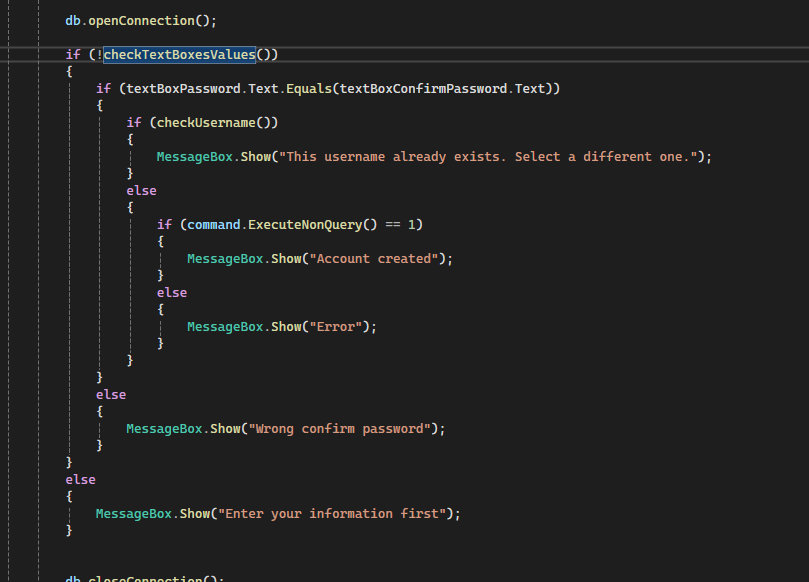 db.openConnection();
if (!checkTextBoxesValues())
{
if (textBoxPassword.Text.Equals(textBoxConfirmPassword.Text))
{
if (checkUsername())
{
MessageBox.Show("This username already exists. Select a different one.");
}
else
{
if (command.ExecuteNonQuery() == 1)
{
MessageBox.Show("Account created");
}
else
{
MessageBox.Show("Error");
}
}
}
else
{
MessageBox.Show("Wrong confirm password");
}
}
else
{
MessageBox.Show("Enter your information first");
}
db.closeConnection();